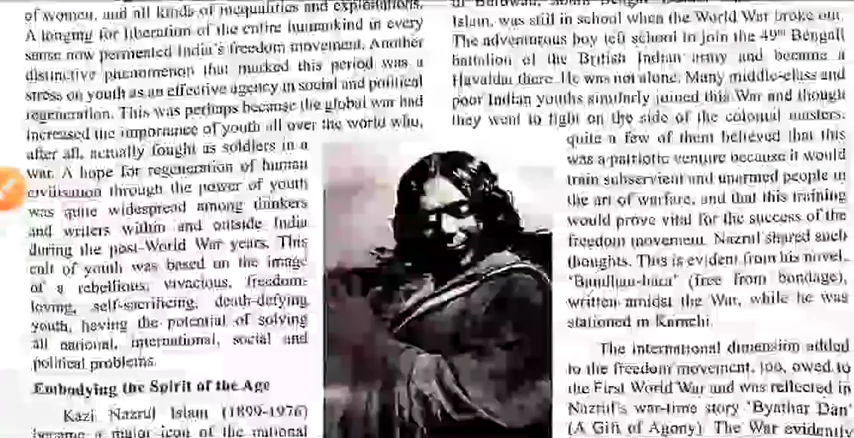 of women, and all kinds of inequalities and exploitations.
A longing for liberation of the entire humankind in every
sense now permeated India's freedom movement. Another
distinctive phenomenon that marked this period was a
stress on youth as an effective agency in social and political
regeneration. This was perhaps because the global war had
increased the importance of youth all over the world who,
after all, actually fought as soldiers in a
war. A hope for regeneration of human
civilisation through the power of youth
was quite widespread among thinkers
and writers within and outside India
during the post-World War years. This
cult of youth was based on the image
of a rebellious, vivacious, freedom-
loving, self-sacrificing, death-defying
youth, having the potential of solving
all national, international, social and
political problems.
Embodying the Spirit of the Age
Kazi Nazrul Islam (1899-1976)
became a major icon of the national
Islam, was still in school when the World War broke out.
The adventurous boy left school to join the 49th Bengali
battalion of the British Indian army and became a
Havaldar there. He was not alone. Many middle-class and
poor Indian youths similarly joined this War and though
they went to fight on the side of the colonial masters,
quite a few of them believed that this
was a patriotic venture because it would
train subservient and unarmed people in
the art of warfare, and that this training
would prove vital for the success of the
freedom movement. Nazrul shared such
thoughts. This is evident from his novel,
'Bandhan-hara' (free from bondage),
written amidst the War, while he was
stationed in Karachi.
The international dimension added
to the freedom movement, too, owed to
the First World War and was reflected in
Nazrul's war-time story 'Byathar Dan'
(A Gift of Agony). The War evidently